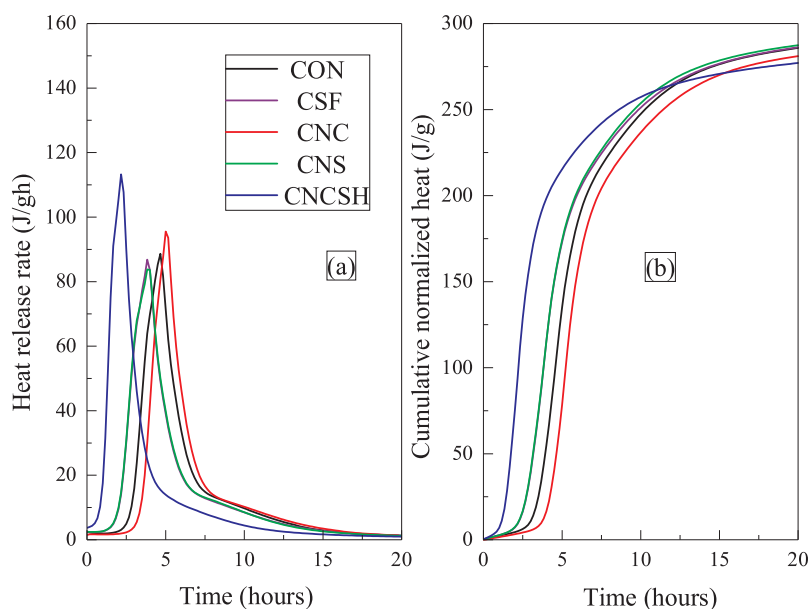 160
140
120
100
80
60
40
20
0
Heat release rate (J/gh)
CON
CSF
CNC
CNS
CNCSH
(a)
0 5 10 15 20
Time (hours)
300
250
200
150
100
50
0
Cumulative normalized heat (J/g)
(b)
0 5 10 15 20
Time (hours)